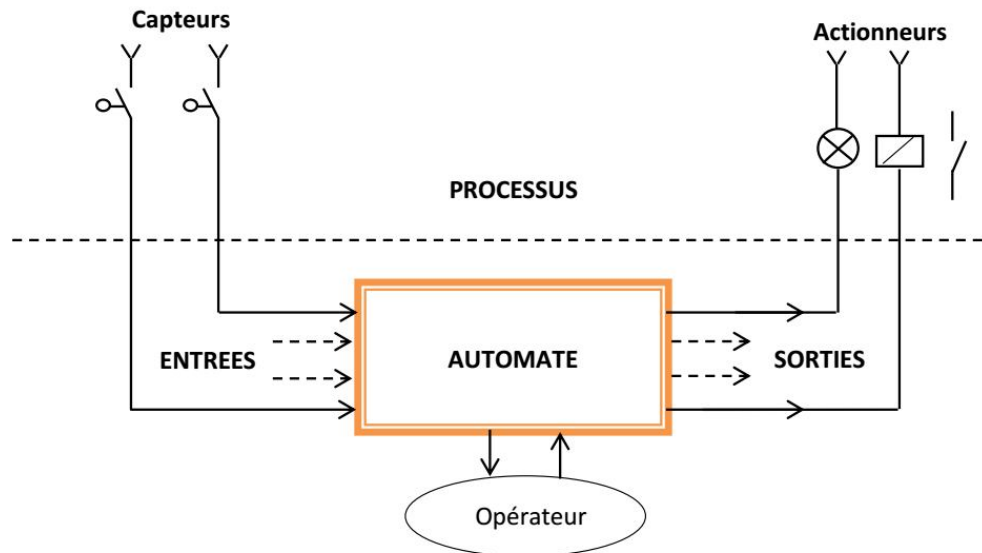 Capteurs
Actionneurs
PROCESSUS
ENTREES
AUTOMATE
SORTIES
Opérateur